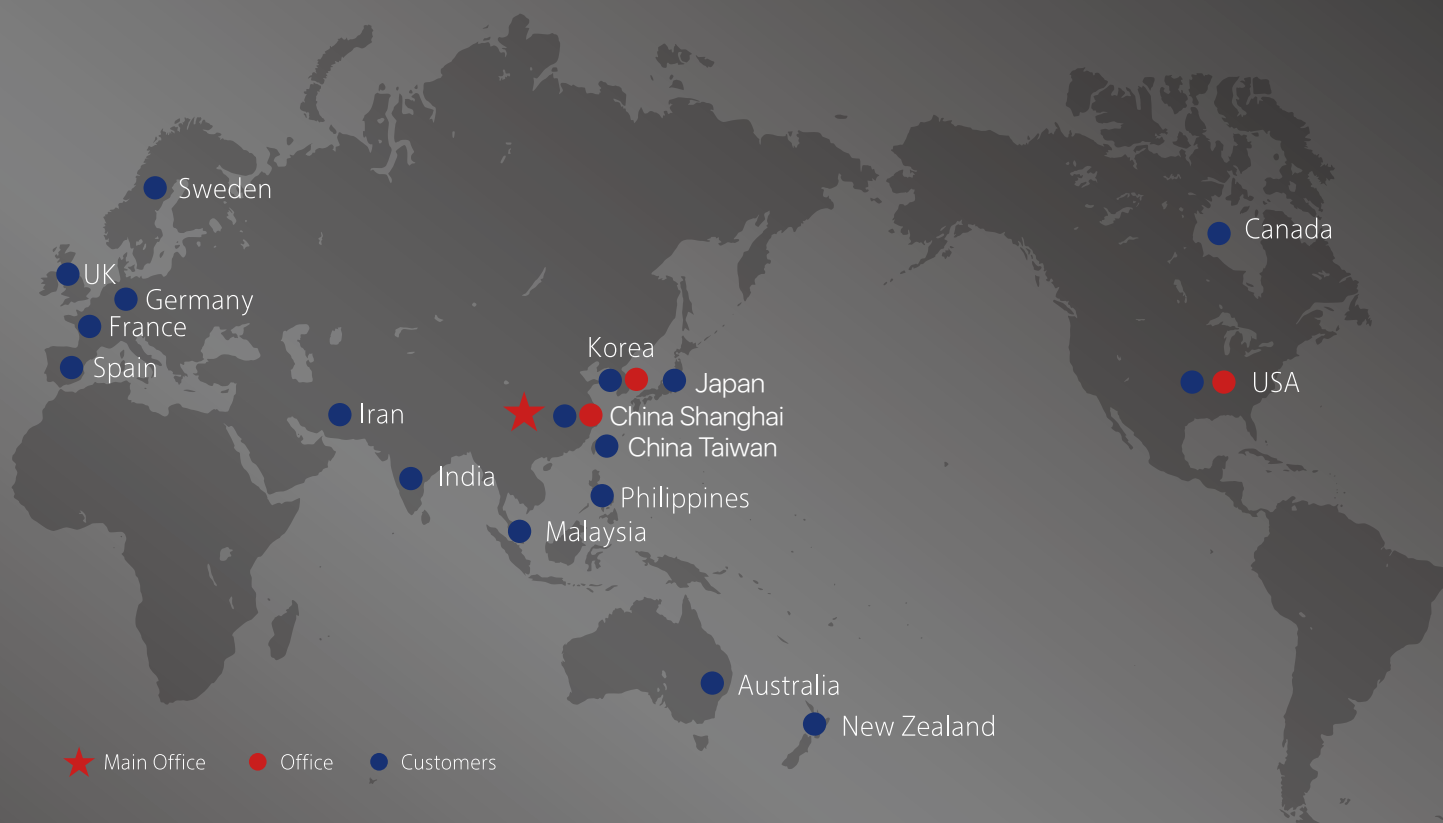 Sweden
Canada
UK
Germany
France
Korea
Spain
Japan
USA
Iran
China Shanghai
China Taiwan
India
Philippines
Malaysia
Australia
New Zealand
Main Office
Office
Customers